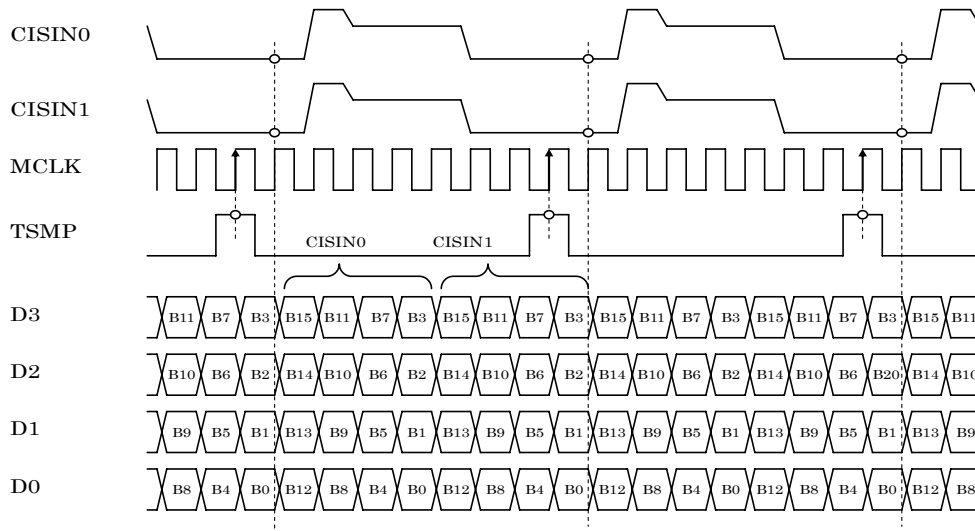 CISIN0
CISIN1
MCLK
TSMP
CISIN0 CISIN1
D3 B11 B7 B3 B15 B11 B7 B3 B15 B11 B7 B3 B15 B11 B7 B3 B15 B11 B7 B3 B15 B11
D2 B10 B6 B2 B14 B10 B6 B2 B14 B10 B6 B2 B14 B10 B6 B2 B14 B10 B6 B20 B14 B10
D1 B9 B5 B1 B13 B9 B5 B1 B13 B9 B5 B1 B13 B9 B5 B1 B13 B9 B5 B1 B13 B9
D0 B8 B4 B0 B12 B8 B4 B0 B12 B8 B4 B0 B12 B8 B4 B0 B12 B8 B4 B0 B12 B8